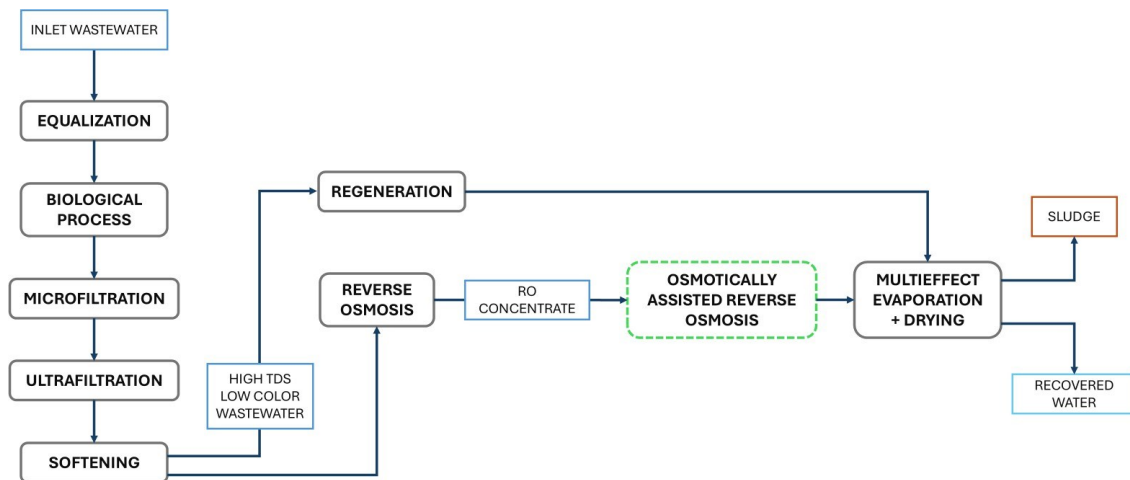 INLET WASTEWATER
EQUALIZATION
BIOLOGICAL
PROCESS
MICROFILTRATION
ULTRAFILTRATION
SOFTENING
HIGH TDS
LOW COLOR
WASTEWATER
REGENERATION
REVERSE
OSMOSIS
RO
CONCENTRATE
OSMOTICALLY
ASSISTED REVERSE
OSMOSIS
MULTIEFFECT
EVAPORATION
+ DRYING
SLUDGE
RECOVERED
WATER